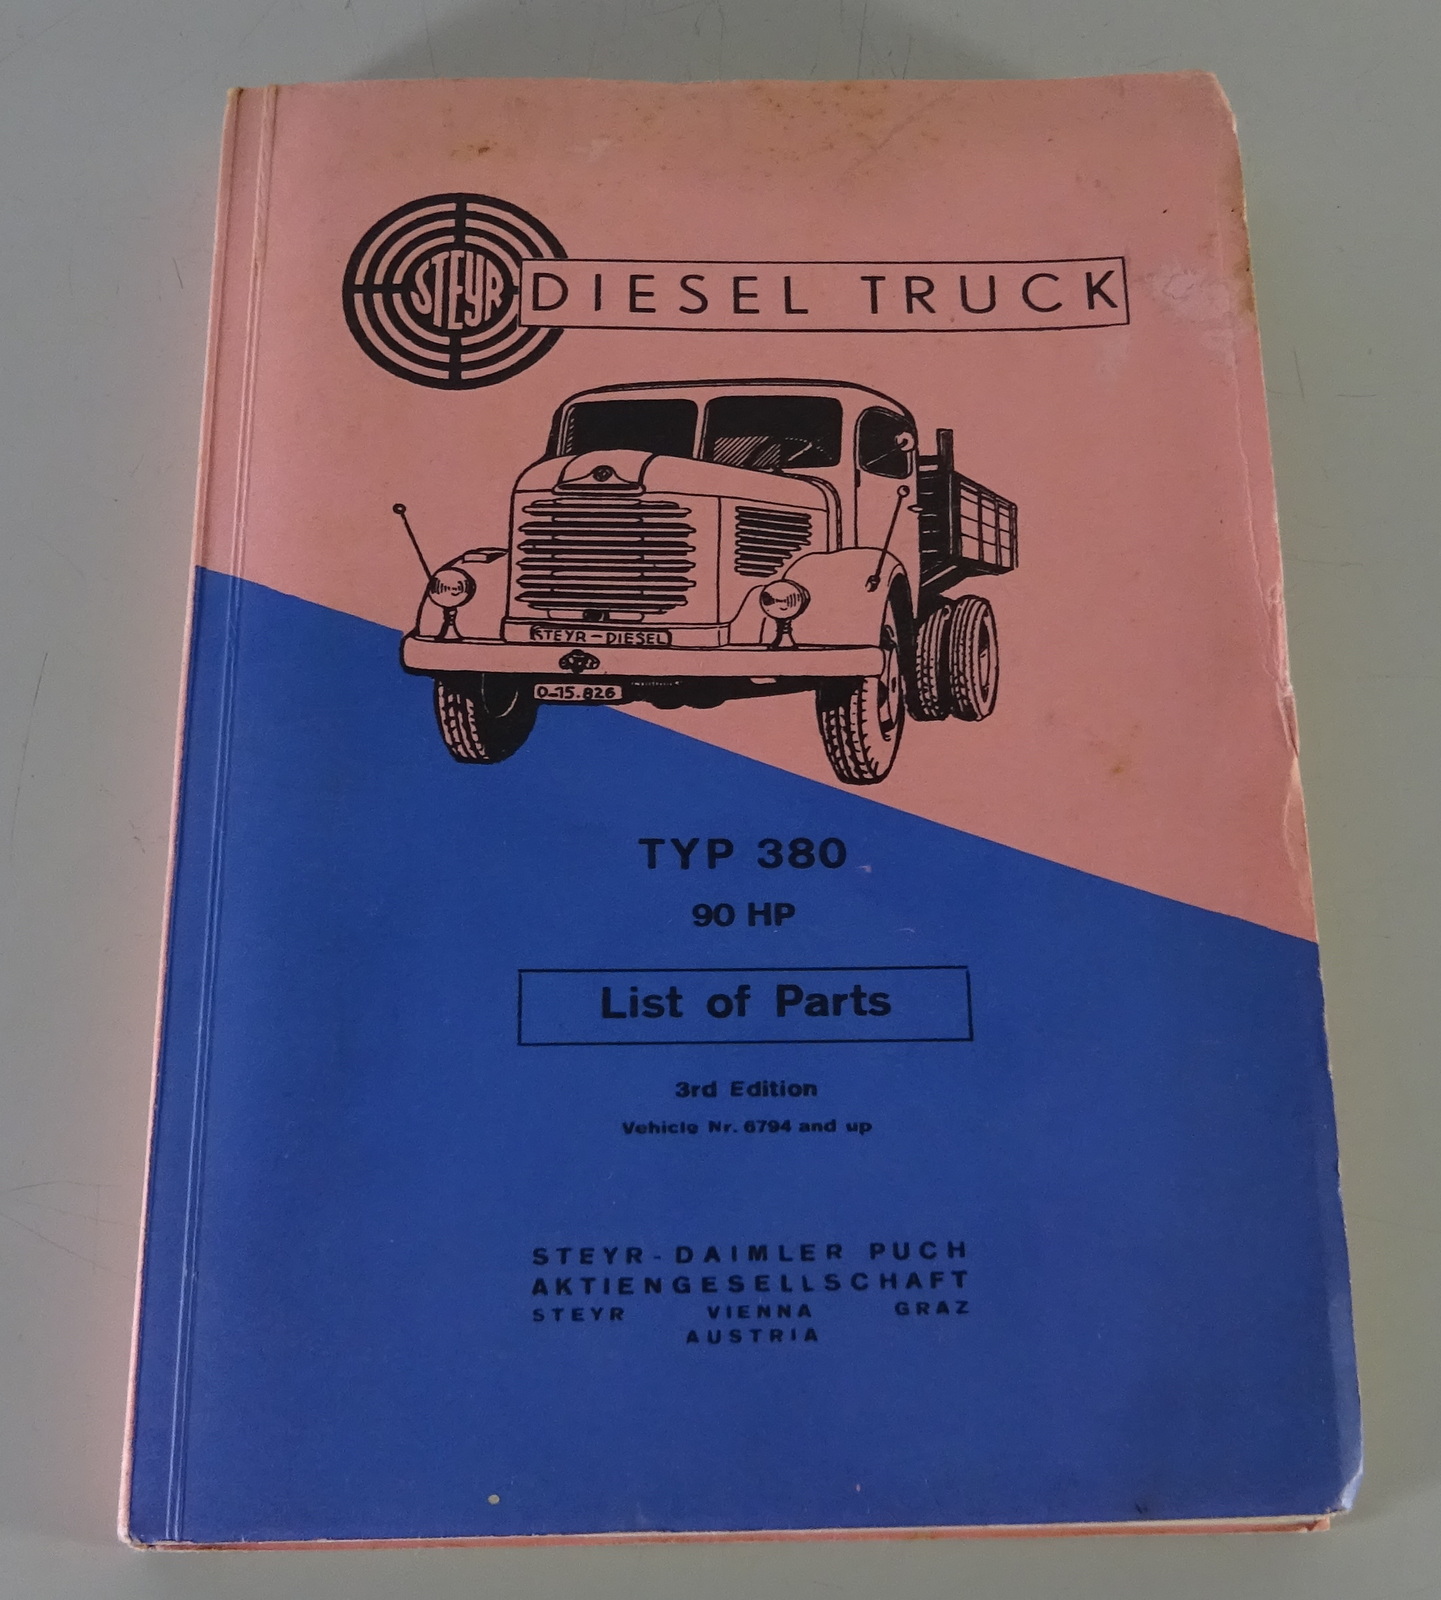 STEYR
DIESEL TRUCK
STEYR-DIESEL
O-15.826
TYP 380
90 HP
List of Parts
3rd Edition
Vehicle Nr. 6794 and up
STEYR-DAIMLER PUCH
AKTIENGESELLSCHAFT
STEYR VIENNA GRAZ
AUSTRIA